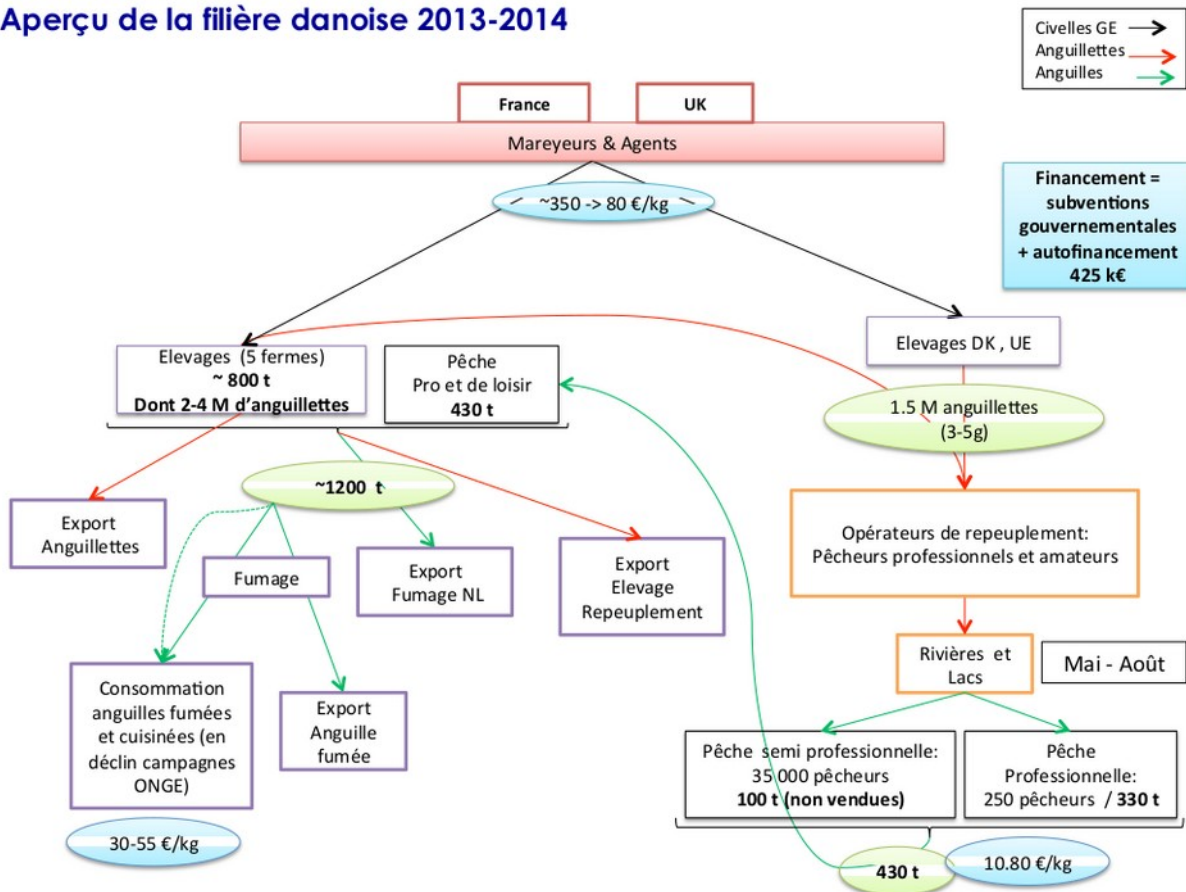 Aperçu de la filière danoise 2013-2014
Civelles GE
Anguillettes
Anguilles
France
UK
Mareyeurs & Agents
~350 -> 80 €/kg
Financement =
subventions
gouvernementales
+ autofinancement
425 k€
Elevages (5 fermes)
~ 800 t
Dont 2-4 M d'anguillettes
Pêche
Pro et de loisir
430 t
Elevages DK , UE
1.5 M anguillettes
(3-5g)
~1200 t
Export
Anguillettes
Fumage
Export
Fumage NL
Export
Elevage
Repeuplement
Opérateurs de repeuplement:
Pêcheurs professionnels et amateurs
Rivières et
Lacs
Mai - Août
Consommation
anguilles fumées
et cuisinées (en
déclin campagnes
ONGE)
Export
Anguille
fumée
Pêche semi professionnelle:
35 000 pêcheurs
100 t (non vendues)
Pêche
Professionnelle:
250 pêcheurs / 330 t
30-55 €/kg
430 t
10.80 €/kg